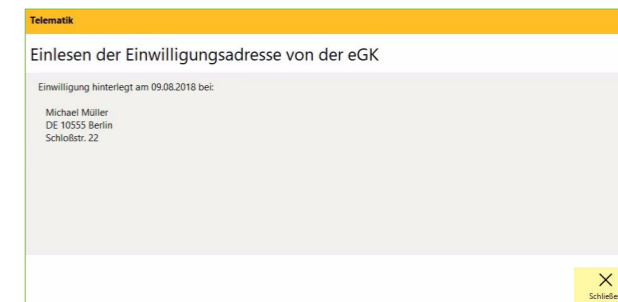 Telematik
Einlesen der Einwilligungsadresse von der eGK
Einwilligung hinterlegt am 09.08.2018 bei:
Michael Müller
DE 10555 Berlin
Schloßstr. 22
Schließe